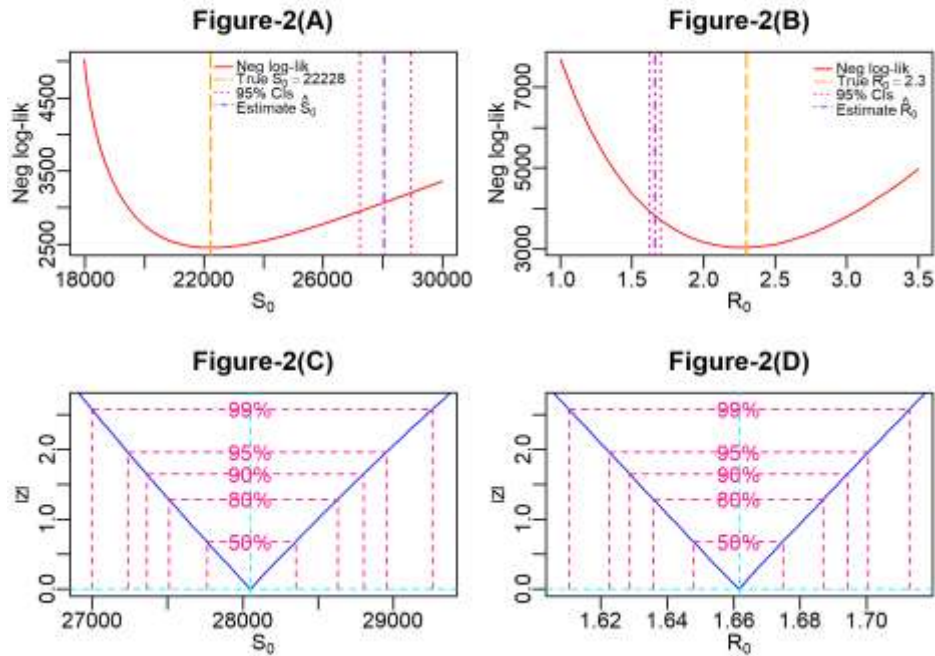 Figure-2(A)
Neg log-lik
4500
3500
2500
Neg log-lik
True S₀ = 22228
95% CIs
Estimate Ŝ₀
18000 22000 26000 30000
S₀
Figure-2(B)
Neg log-lik
7000
5000
3000
Neg log-lik
True R₀ = 2.3
95% CIs
Estimate R̂₀
1.0 1.5 2.0 2.5 3.0 3.5
R₀
Figure-2(C)
|z|
2.0
1.0
0.0
99%
95%
90%
80%
50%
27000 28000 29000
S₀
Figure-2(D)
|z|
2.0
1.0
0.0
99%
95%
90%
80%
50%
1.62 1.64 1.66 1.68 1.70
R₀